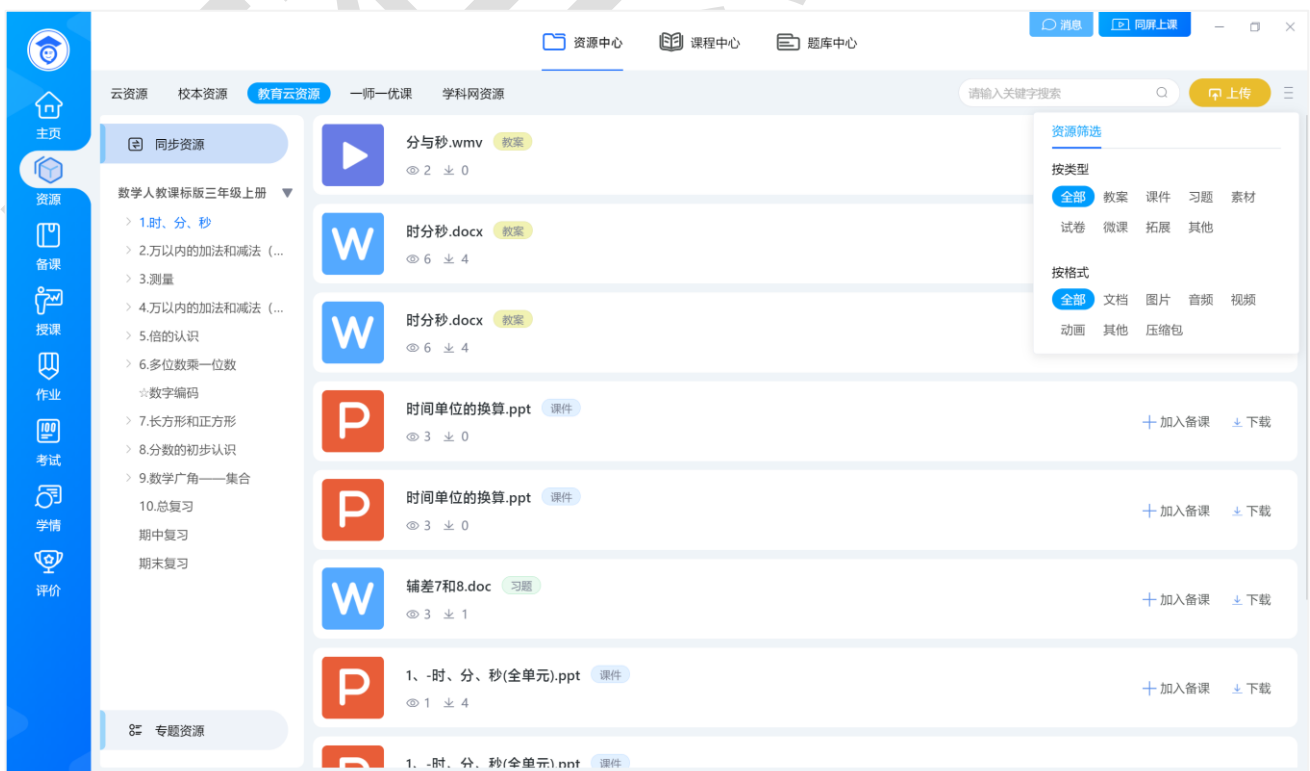 消息 同屏上课
资源中心 课程中心 题库中心
云资源 校本资源 教育云资源 一师一优课 学科网资源 请输入关键字搜索 上传
主页
资源
备课
授课
作业
考试
学情
评价
同步资源
数学人教课标版三年级上册
1.时、分、秒
2.万以内的加法和减法（...
3.测量
4.万以内的加法和减法（...
5.倍的认识
6.多位数乘一位数
☆数字编码
7.长方形和正方形
8.分数的初步认识
9.数学广角——集合
10.总复习
期中复习
期末复习
专题资源
分与秒.wmv 教案
2 0
时分秒.docx 教案
6 4
时分秒.docx 教案
6 4
时间单位的换算.ppt 课件
3 0
加入备课 下载
时间单位的换算.ppt 课件
3 0
加入备课 下载
辅差7和8.doc 习题
3 1
加入备课 下载
1、-时、分、秒(全单元).ppt 课件
1 4
加入备课 下载
1、-时、分、秒(全单元).ppt 课件
资源筛选
按类型
全部 教案 课件 习题 素材
试卷 微课 拓展 其他
按格式
全部 文档 图片 音频 视频
动画 其他 压缩包